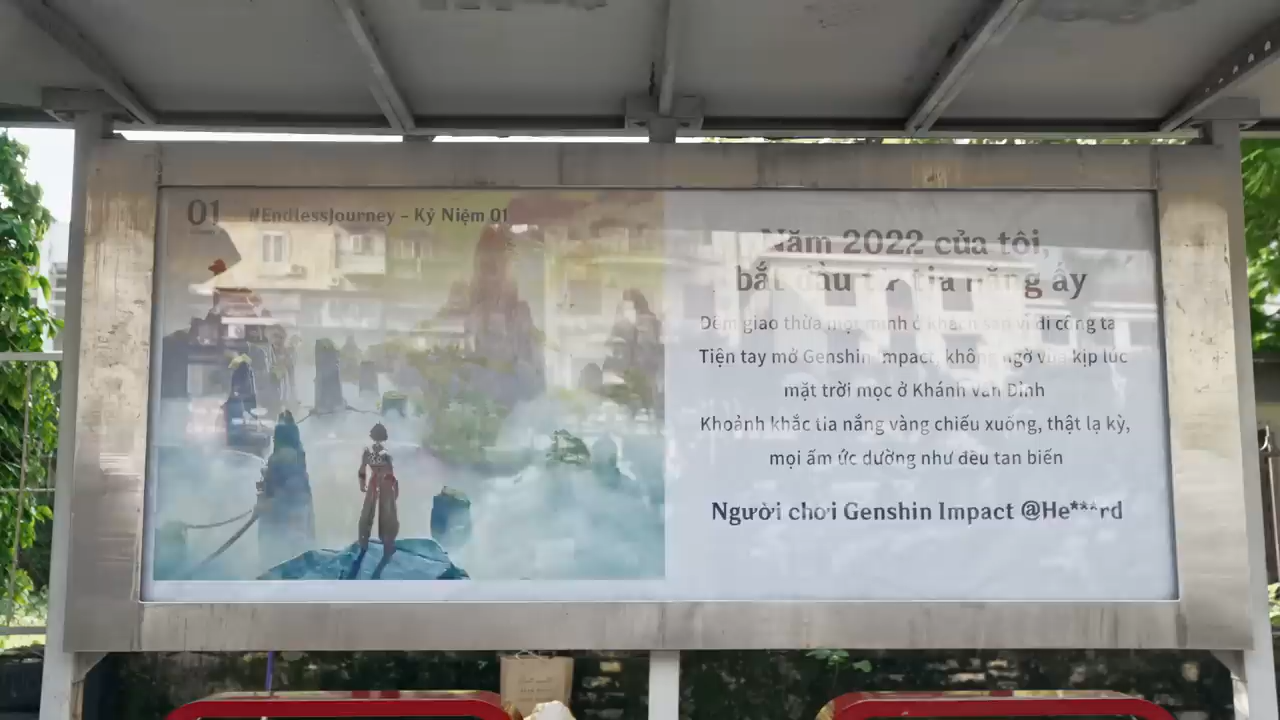 01 #EndlessJourney - Kỷ Niệm 01
Năm 2022 của tôi,
bắt đầu từ tia nắng ấy
Đêm giao thừa một mình ở khách sạn vì đi công ta
Tiện tay mở Genshin Impact, không ngờ vừa kịp lúc
mặt trời mọc ở Khánh Vân Đỉnh
Khoảnh khắc tia nắng vàng chiếu xuống, thật lạ kỳ,
mọi ấm ức dường như đều tan biến
Người chơi Genshin Impact @He***rd